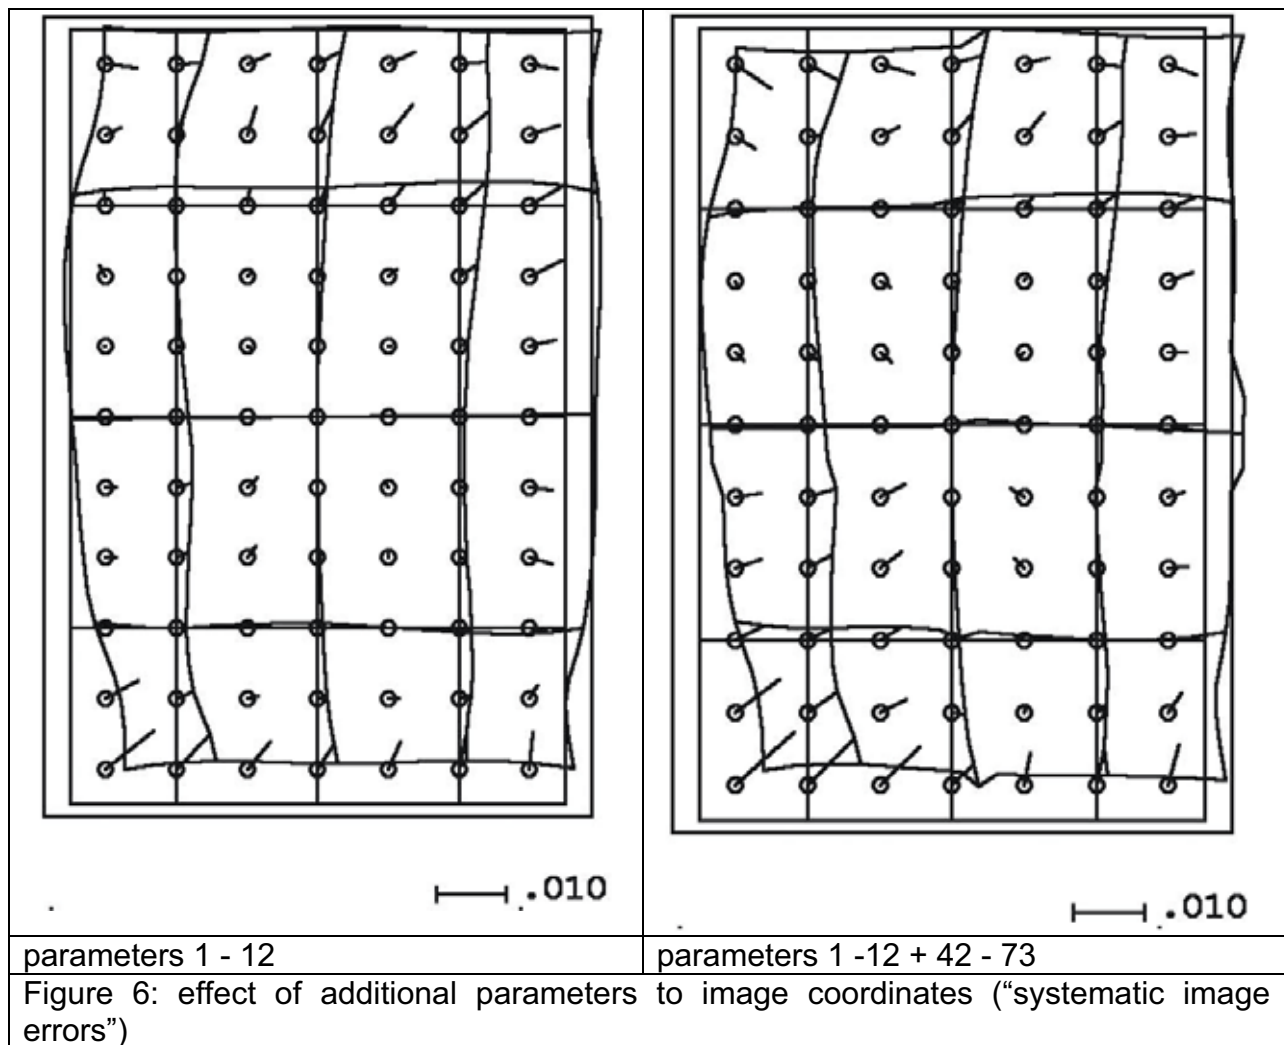 .010
.010
parameters 1 - 12
parameters 1 -12 + 42 - 73
Figure 6: effect of additional parameters to image coordinates (“systematic image
errors”)